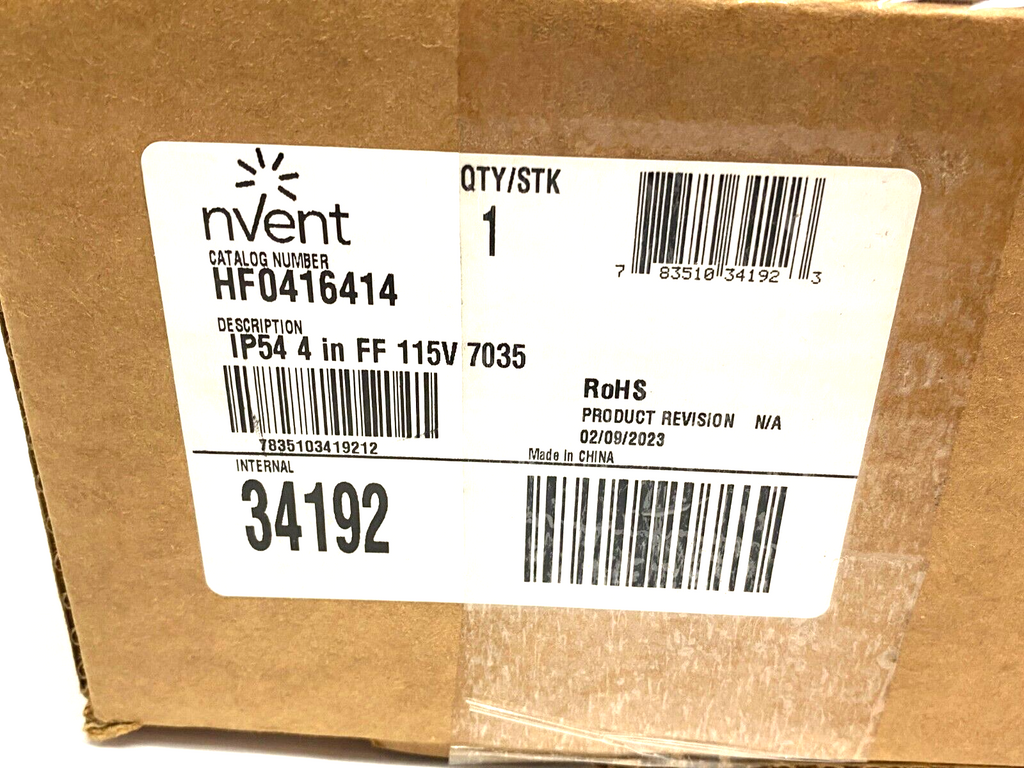 nVent
QTY/STK
1
7 83510 34192 3
CATALOG NUMBER
HF0416414
DESCRIPTION
IP54 4 in FF 115V 7035
7835103419212
RoHS
PRODUCT REVISION N/A
02/09/2023
Made in CHINA
INTERNAL
34192